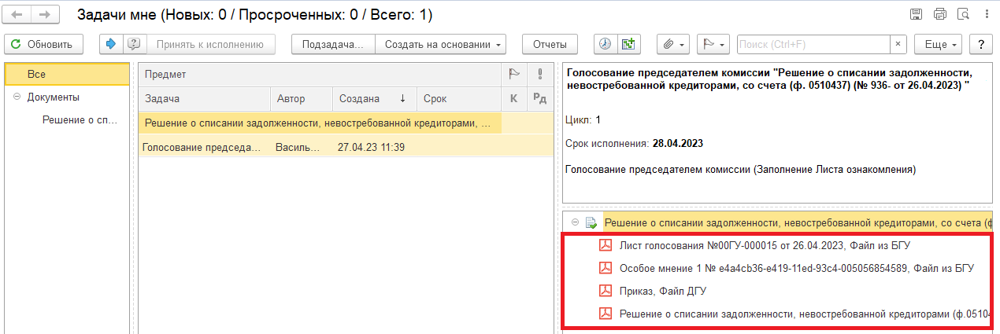 Задачи мне (Новых: 0 / Просроченных: 0 / Всего: 1)
Обновить
Принять к исполнению
Подзадача...
Создать на основании
Отчеты
Поиск (Ctrl+F)
×
Еще
?
Все
Документы
Решение о сп...
Предмет
Задача Автор Создана ↓ Срок К Рд
Решение о списании задолженности, невостребованной кредиторами, ...
Голосование председа... Василь... 27.04.23 11:39
Голосование председателем комиссии "Решение о списании задолженности,
невостребованной кредиторами, со счета (ф. 0510437) (№ 936- от 26.04.2023) "
Цикл: 1
Срок исполнения: 28.04.2023
Голосование председателем комиссии (Заполнение Листа ознакомления)
Решение о списании задолженности, невостребованной кредиторами, со счета (ф
Лист голосования №00ГУ-000015 от 26.04.2023, Файл из БГУ
Особое мнение 1 № e4a4cb36-e419-11ed-93c4-005056854589, Файл из БГУ
Приказ, Файл ДГУ
Решение о списании задолженности, невостребованной кредиторами (ф.05104